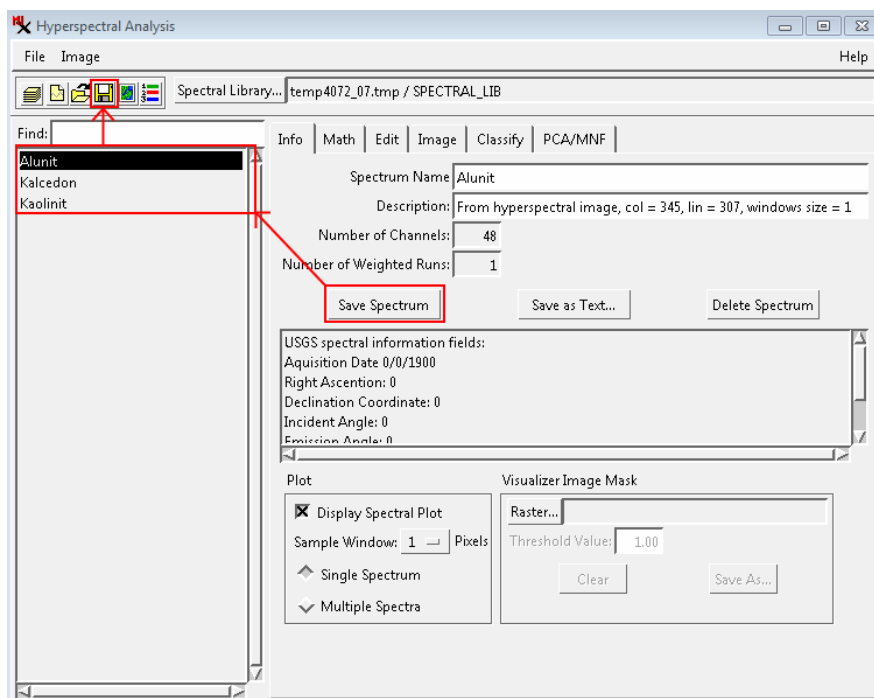 Hyperspectral Analysis
File Image Help
Spectral Library... temp4072_07.tmp / SPECTRAL_LIB
Find:
Alunit
Kalcedon
Kaolinit
Info Math Edit Image Classify PCA/MNF
Spectrum Name Alunit
Description: From hyperspectral image, col = 345, lin = 307, windows size = 1
Number of Channels: 48
Number of Weighted Runs: 1
Save Spectrum Save as Text... Delete Spectrum
USGS spectral information fields:
Aquisition Date 0/0/1900
Right Ascention: 0
Declination Coordinate: 0
Incident Angle: 0
Emission Angle: 0
Plot
Display Spectral Plot
Sample Window: 1 Pixels
Single Spectrum
Multiple Spectra
Visualizer Image Mask
Raster...
Threshold Value: 1.00
Clear Save As...